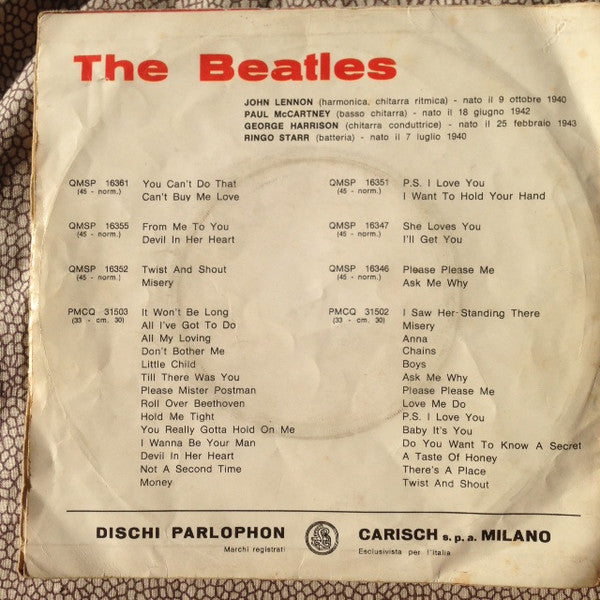 The Beatles
JOHN LENNON (harmonica, chitarra ritmica) - nato il 9 ottobre 1940
PAUL McCARTNEY (basso chitarra) - nato il 18 giugno 1942
GEORGE HARRISON (chitarra conduttrice) - nato il 25 febbraio 1943
RINGO STARR (batteria) - nato il 7 luglio 1940
QMSP 16361 You Can't Do That
(45 - norm.) Can't Buy Me Love
QMSP 16355 From Me To You
(45 - norm.) Devil In Her Heart
QMSP 16352 Twist And Shout
(45 - norm.) Misery
PMCQ 31503 It Won't Be Long
(33 - cm. 30) All I've Got To Do
All My Loving
Don't Bother Me
Little Child
Till There Was You
Please Mister Postman
Roll Over Beethoven
Hold Me Tight
You Really Gotta Hold On Me
I Wanna Be Your Man
Devil In Her Heart
Not A Second Time
Money
QMSP 16351 P.S. I Love You
(45 - norm.) I Want To Hold Your Hand
QMSP 16347 She Loves You
(45 - norm.) I'll Get You
QMSP 16346 Please Please Me
(45 - norm.) Ask Me Why
PMCQ 31502 I Saw Her Standing There
(33 - cm. 30) Misery
Anna
Chains
Boys
Ask Me Why
Please Please Me
Love Me Do
P.S. I Love You
Baby It's You
Do You Want To Know A Secret
A Taste Of Honey
There's A Place
Twist And Shout
DISCHI PARLOPHON
Marchi registrati
CARISCH s.p.a. MILANO
Esclusivista per l'Italia